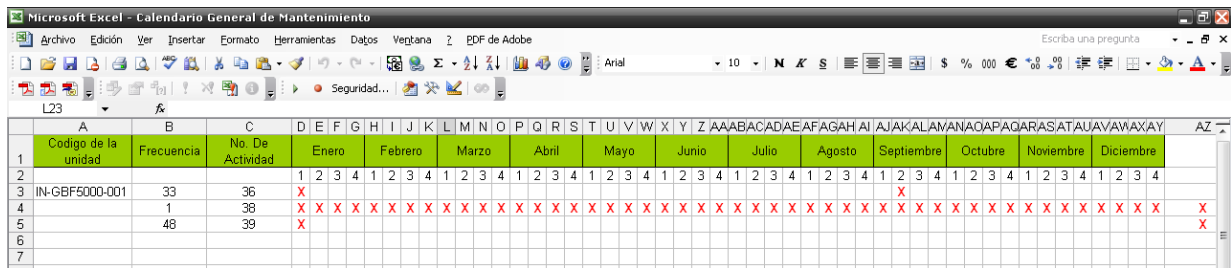 Microsoft Excel - Calendario General de Mantenimiento
Archivo Edición Ver Insertar Formato Herramientas Datos Ventana ? PDF de Adobe Escriba una pregunta
Arial 10 N K S $ % 000 €
Seguridad...
L23 fx
A B C D E F G H I J K L M N O P Q R S T U V W X Y Z AA AB AC AD AE AF AG AH AI AJ AK AL AM AN AO AP AQ AR AS AT AU AV AW AX AY AZ
1 Codigo de la unidad Frecuencia No. De Actividad Enero Febrero Marzo Abril Mayo Junio Julio Agosto Septiembre Octubre Noviembre Diciembre
2 1 2 3 4 1 2 3 4 1 2 3 4 1 2 3 4 1 2 3 4 1 2 3 4 1 2 3 4 1 2 3 4 1 2 3 4 1 2 3 4 1 2 3 4 1 2 3 4
3 IN-GBF5000-001 33 36 X X
4 1 38 X X X X X X X X X X X X X X X X X X X X X X X X X X X X X X X X X X X X X X X X X X X X X X X X X
5 48 39 X X
6
7